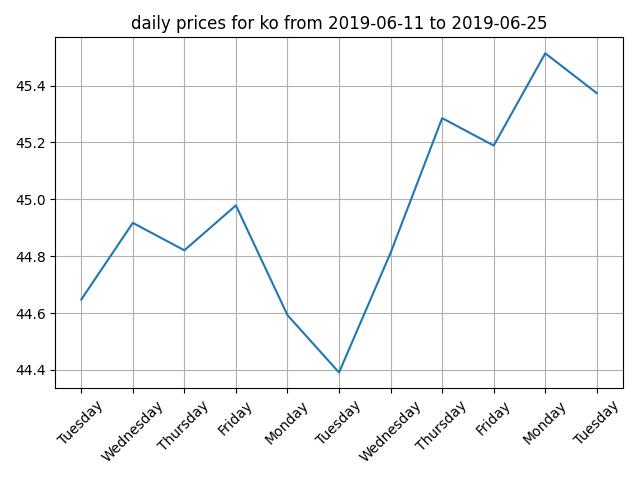 daily prices for ko from 2019-06-11 to 2019-06-25
45.4
45.2
45.0
44.8
44.6
44.4
Tuesday
Wednesday
Thursday
Friday
Monday
Tuesday
Wednesday
Thursday
Friday
Monday
Tuesday